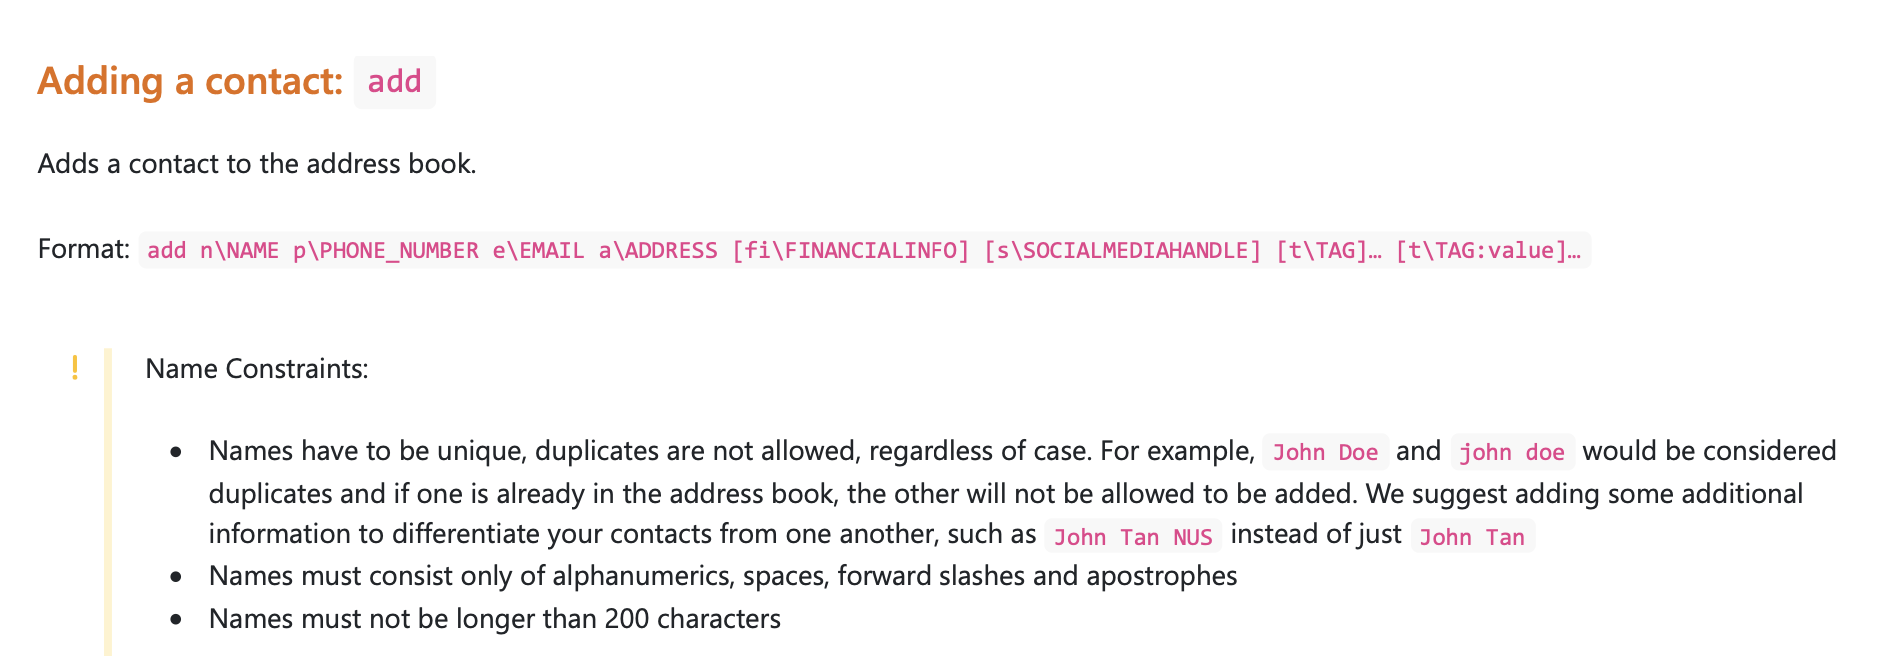 Adding a contact: add
Adds a contact to the address book.
Format: add n\NAME p\PHONE_NUMBER e\EMAIL a\ADDRESS [fi\FINANCIALINFO] [s\SOCIALMEDIAHANDLE] [t\TAG]… [t\TAG:value]…
! Name Constraints:
• Names have to be unique, duplicates are not allowed, regardless of case. For example, John Doe and john doe would be considered
duplicates and if one is already in the address book, the other will not be allowed to be added. We suggest adding some additional
information to differentiate your contacts from one another, such as John Tan NUS instead of just John Tan
• Names must consist only of alphanumerics, spaces, forward slashes and apostrophes
• Names must not be longer than 200 characters